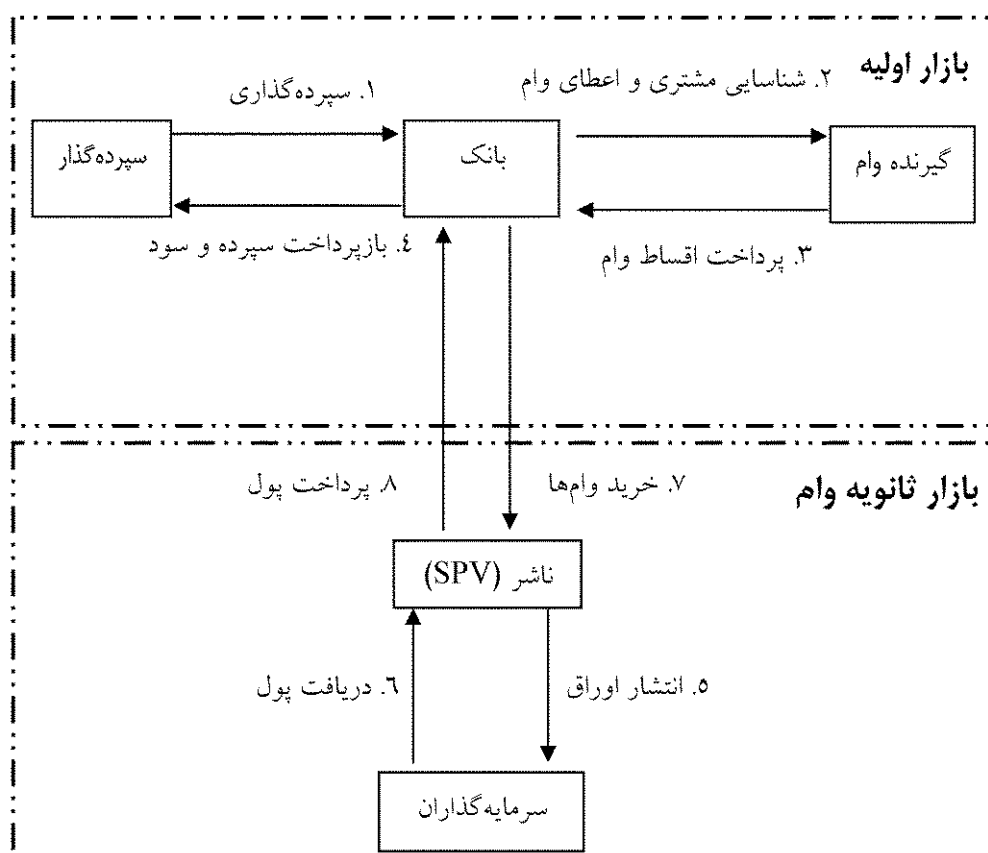 بازار اولیه
۲. شناسایی مشتری و اعطای وام
۱. سپرده‌گذاری
گیرنده وام
بانک
سپرده‌گذار
۳. پرداخت اقساط وام
۴. بازپرداخت سپرده و سود
بازار ثانویه وام
۷. خرید وام‌ها
۸. پرداخت پول
ناشر (SPV)
۵. انتشار اوراق
۶. دریافت پول
سرمایه‌گذاران